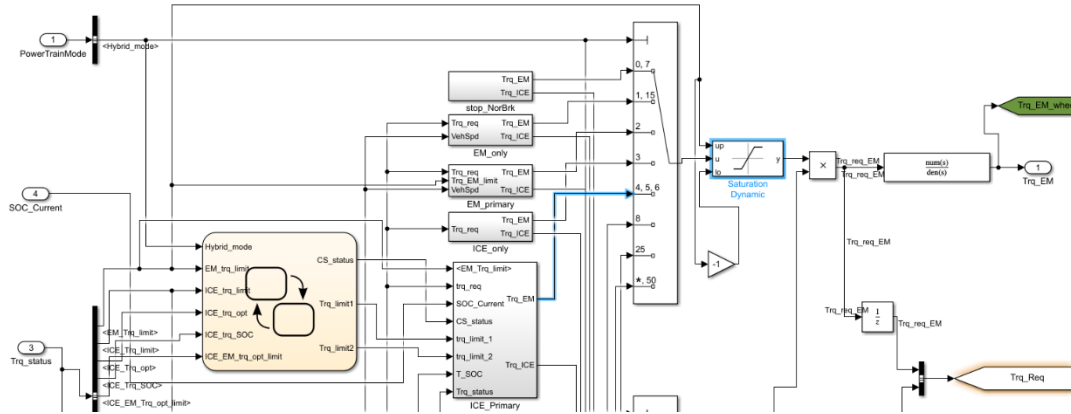 1
PowerTrainMode
<Hybrid_mode>
4
SOC_Current
3
Trq_status
<EM_Trq_limit>
<ICE_Trq_limit>
<ICE_Trq_opt>
<ICE_Trq_SOC>
<ICE_EM_Trq_opt_limit>
Hybrid_mode
EM_trq_limit
ICE_trq_limit
ICE_trq_opt
ICE_trq_SOC
ICE_EM_trq_opt_limit
CS_status
Trq_limit1
Trq_limit2
Trq_EM
Trq_ICE
stop_NorBrk
Trq_req
VehSpd
Trq_EM
Trq_ICE
EM_only
Trq_req
Trq_EM_limit
VehSpd
Trq_EM
Trq_ICE
EM_primary
Trq_req
Trq_EM
Trq_ICE
ICE_only
<EM_Trq_limit>
trq_req
SOC_Current
CS_status
trq_limit_1
trq_limit_2
T_SOC
Trq_status
Trq_EM
Trq_ICE
ICE_Primary
0, 7
1, 15
2
3
4, 5, 6
8
25
*, 50
up
u
lo
y
Saturation
Dynamic
-1
×
Trq_req_EM
Trq_req_EM
num(s)
den(s)
Trq_EM_whe
1
Trq_EM
Trq_req_EM
1
z
Trq_req_EM
Trq_req_EM
Trq_Req